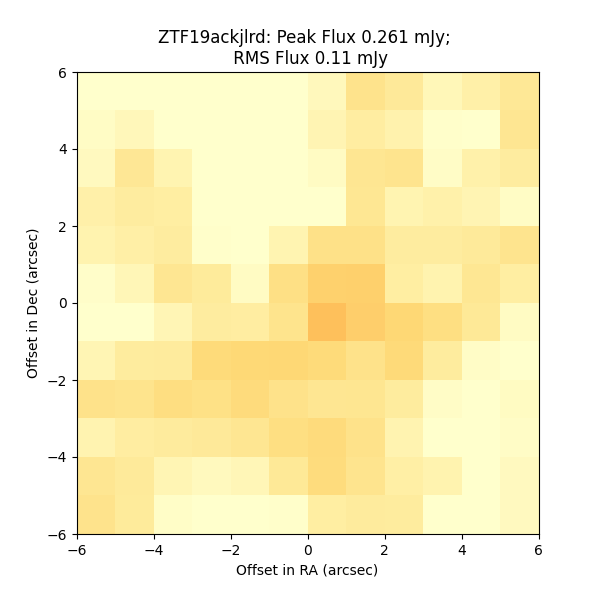 ZTF19ackjlrd: Peak Flux 0.261 mJy;
RMS Flux 0.11 mJy
6
4
2
0
−2
−4
−6
Offset in Dec (arcsec)
−6 −4 −2 0 2 4 6
Offset in RA (arcsec)